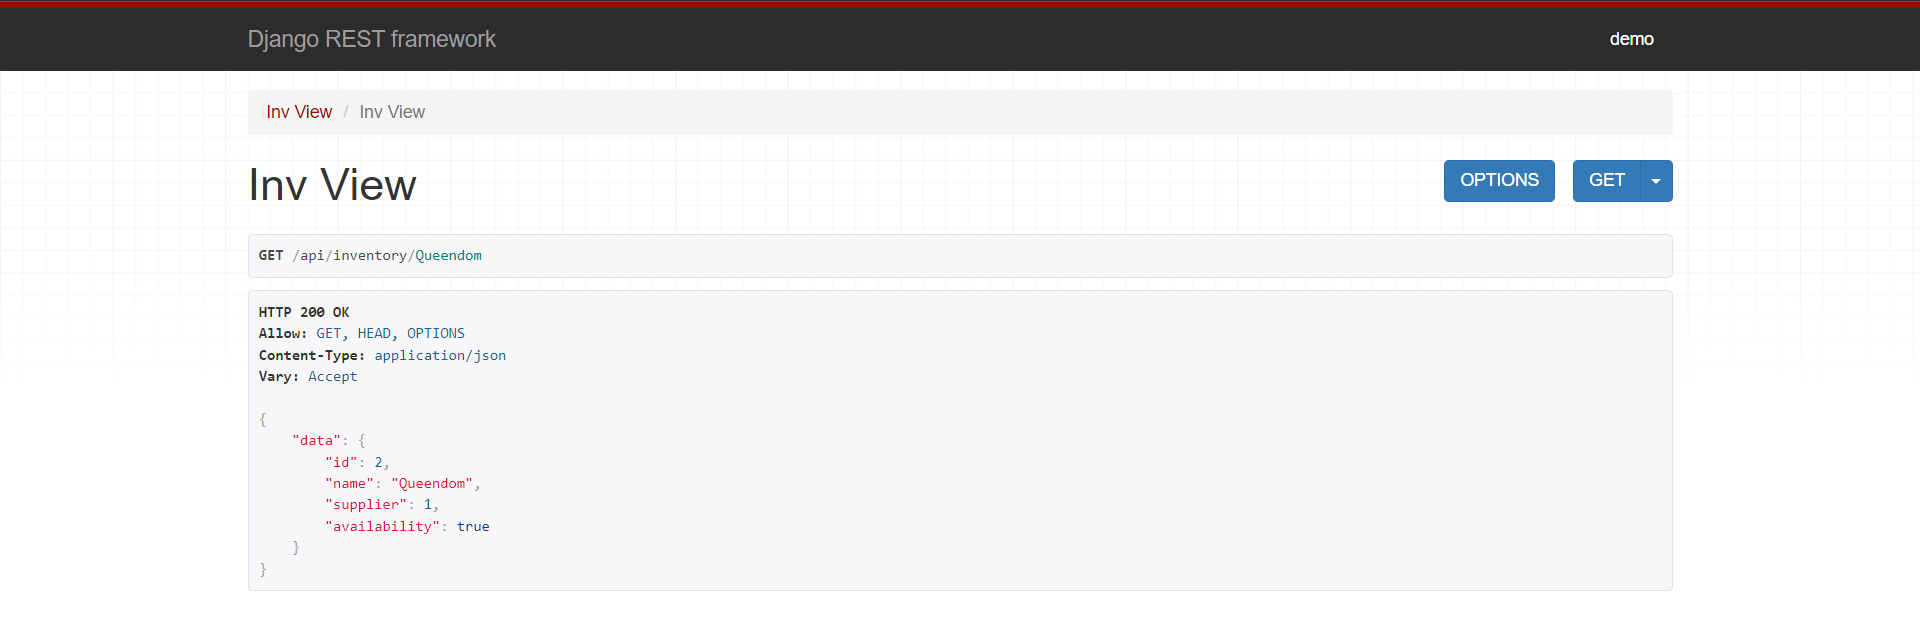 Django REST framework
demo
Inv View / Inv View
Inv View
OPTIONS
GET
GET /api/inventory/Queendom
HTTP 200 OK
Allow: GET, HEAD, OPTIONS
Content-Type: application/json
Vary: Accept
{
    "data": {
        "id": 2,
        "name": "Queendom",
        "supplier": 1,
        "availability": true
    }
}